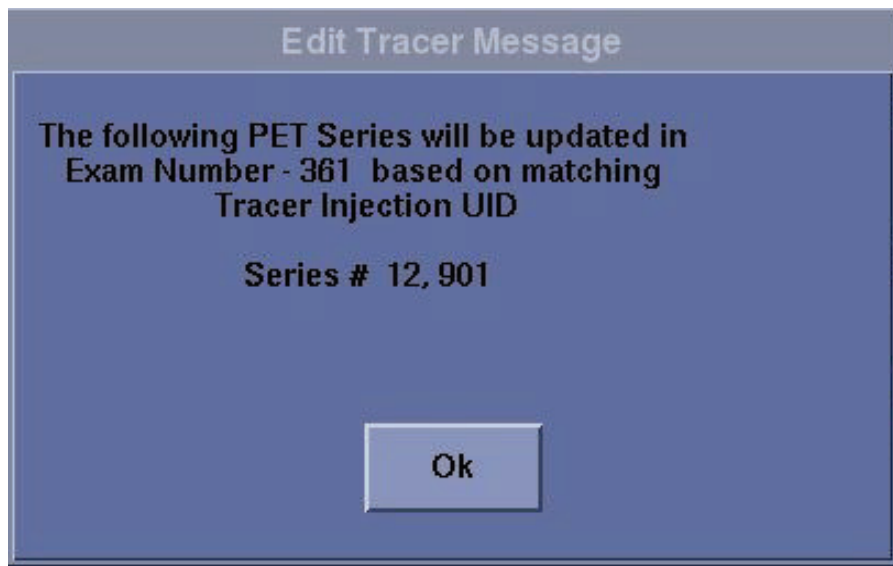 Edit Tracer Message
The following PET Series will be updated in
Exam Number - 361 based on matching
Tracer Injection UID
Series # 12, 901
Ok